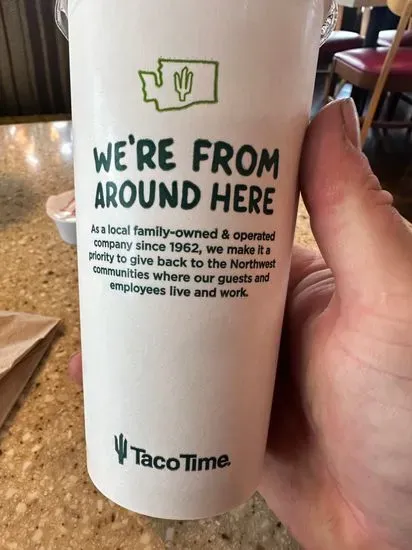 WE'RE FROM
AROUND HERE
As a local family-owned & operated
company since 1962, we make it a
priority to give back to the Northwest
communities where our guests and
employees live and work.
TacoTime.